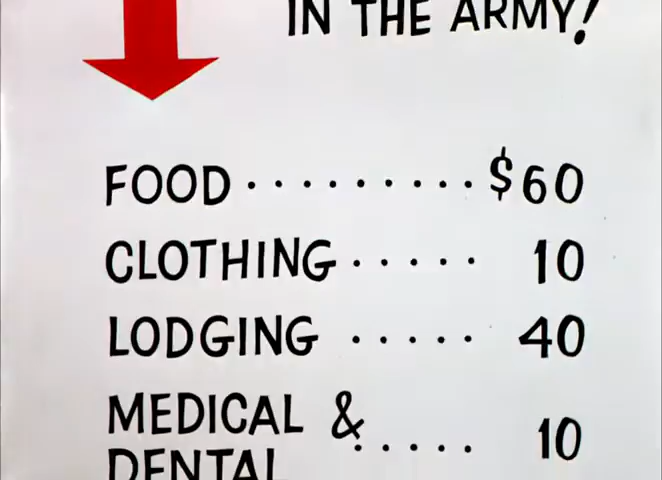 IN THE ARMY!
FOOD ......... $60
CLOTHING ..... 10
LODGING ..... 40
MEDICAL &
DENTAL ..... 10